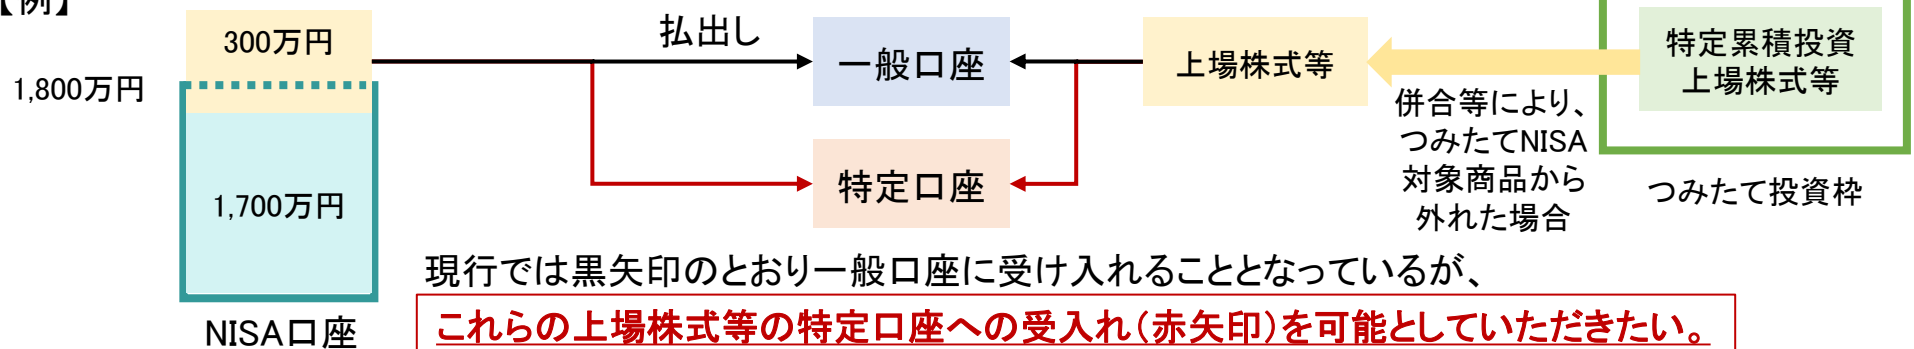 【例】
300万円
1,800万円
1,700万円
NISA口座
払出し
一般口座
特定口座
上場株式等
併合等により、
つみたてNISA
対象商品から
外れた場合
特定累積投資
上場株式等
つみたて投資枠
現行では黒矢印のとおり一般口座に受け入れることとなっているが、
これらの上場株式等の特定口座への受入れ(赤矢印)を可能としていただきたい。